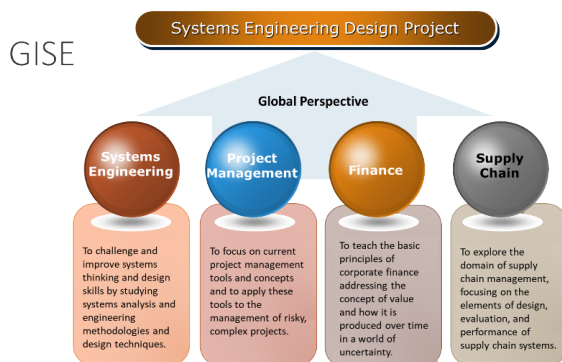 Systems Engineering Design Project
GISE
Global Perspective
Systems
Engineering
Project
Management
Finance
Supply
Chain
To challenge and
improve systems
thinking and design
skills by studying
systems analysis and
engineering
methodologies and
design techniques.
To focus on current
project management
tools and concepts
and to apply these
tools to the
management of risky,
complex projects.
To teach the basic
principles of
corporate finance
addressing the
concept of value
and how it is
produced over time
in a world of
uncertainty.
To explore the
domain of supply
chain management,
focusing on the
elements of design,
evaluation, and
performance of
supply chain systems.